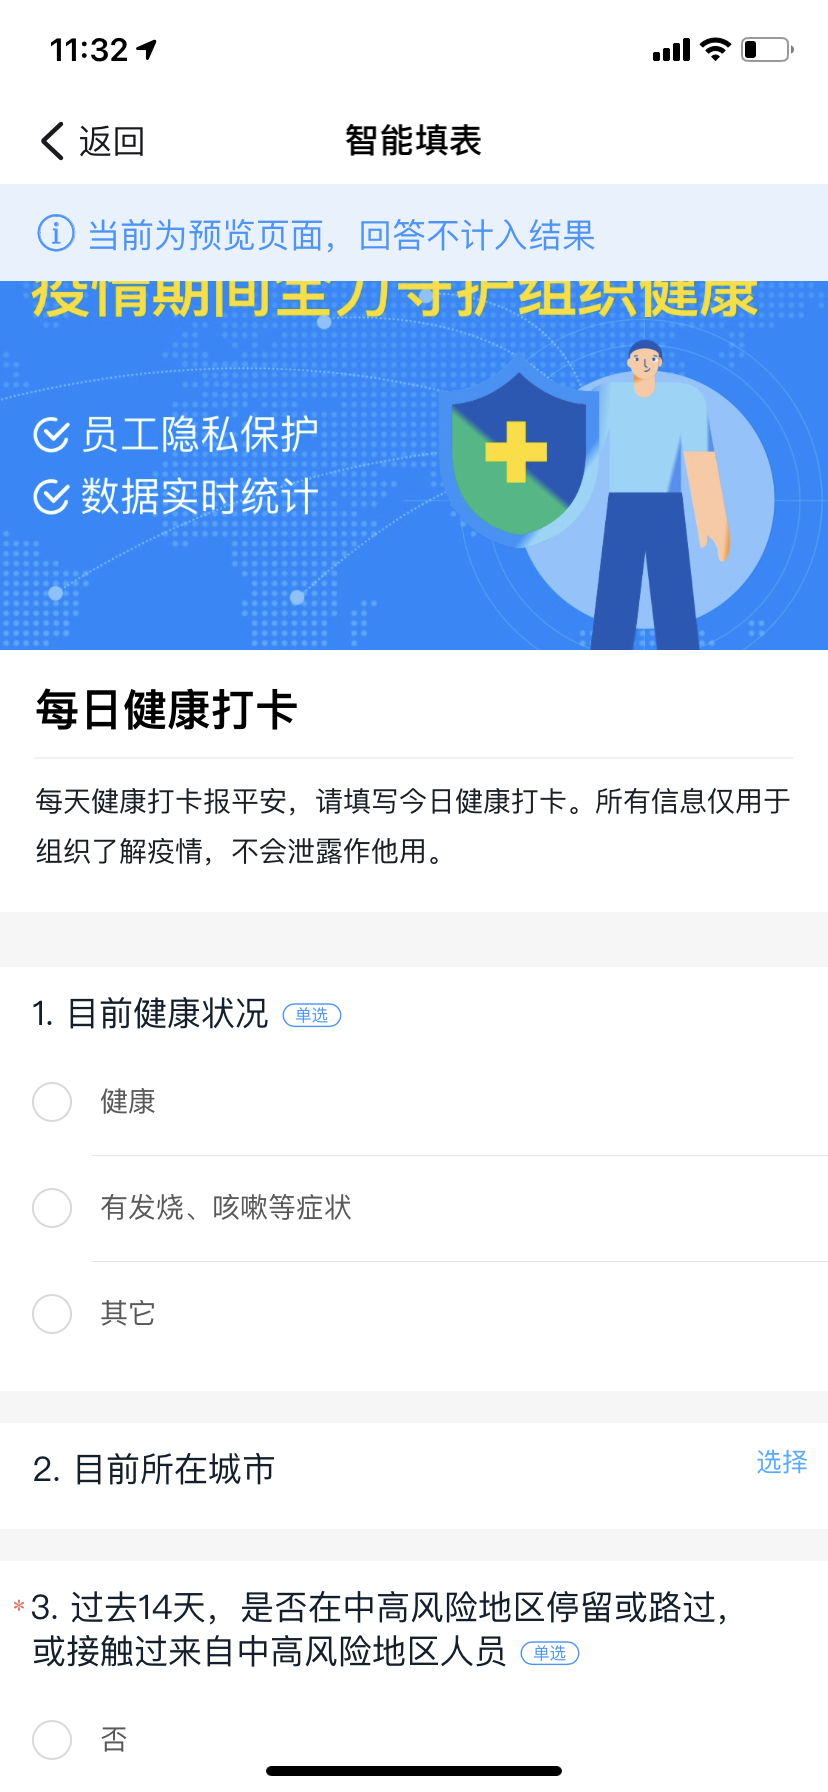 11:32
返回
智能填表
当前为预览页面，回答不计入结果
疫情期间全力守护组织健康
员工隐私保护
数据实时统计
每日健康打卡
每天健康打卡报平安，请填写今日健康打卡。所有信息仅用于
组织了解疫情，不会泄露作他用。
1. 目前健康状况 单选
健康
有发烧、咳嗽等症状
其它
2. 目前所在城市
选择
*3. 过去14天，是否在中高风险地区停留或路过，
或接触过来自中高风险地区人员 单选
否